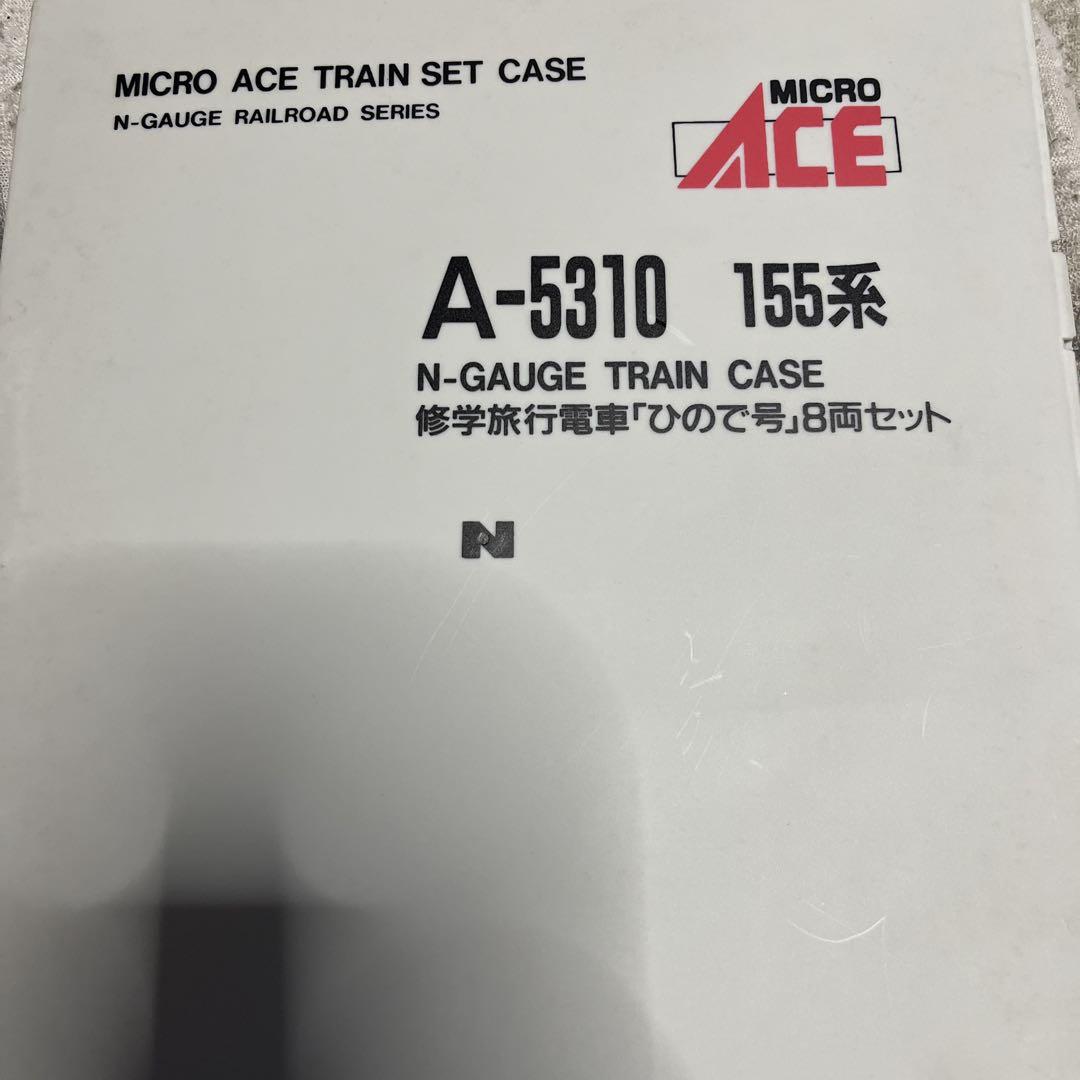 MICRO ACE TRAIN SET CASE
N-GAUGE RAILROAD SERIES
MICRO
ACE
A-5310 155系
N-GAUGE TRAIN CASE
修学旅行電車「ひので号」8両セット
N